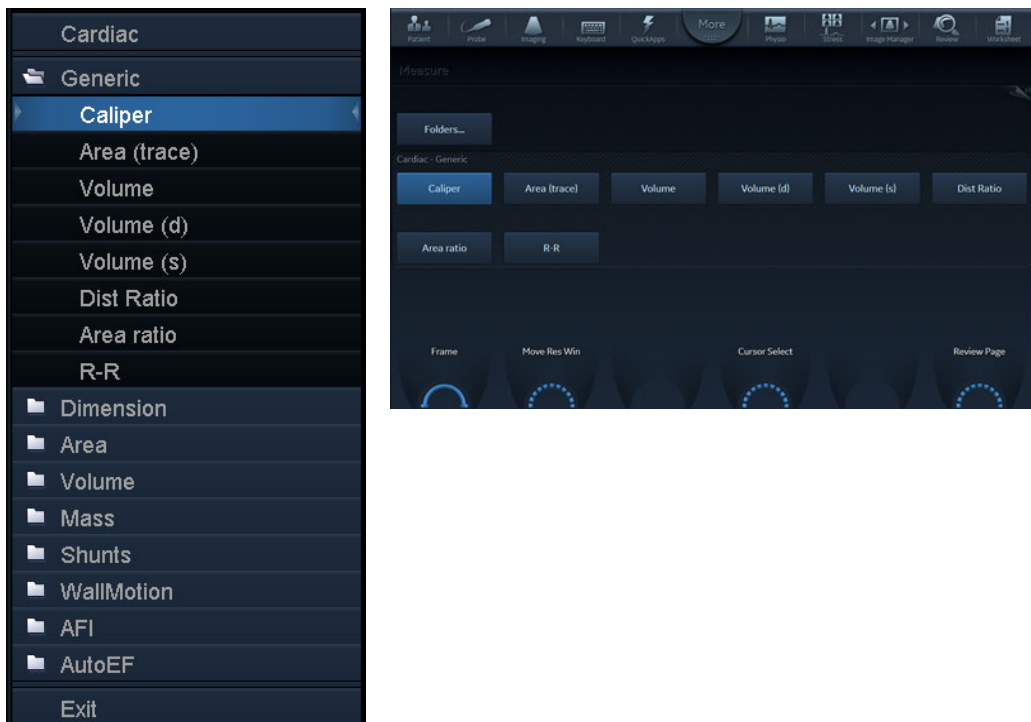 Cardiac
Generic
Caliper
Area (trace)
Volume
Volume (d)
Volume (s)
Dist Ratio
Area ratio
R-R
Dimension
Area
Volume
Mass
Shunts
WallMotion
AFI
AutoEF
Exit
Patient Probe Imaging Keyboard QuickApps More Physio Stress Image Manager Review Worksheet
Measure
Folders...
Cardiac - Generic
Caliper Area (trace) Volume Volume (d) Volume (s) Dist Ratio
Area ratio R-R
Frame Move Res Win Cursor Select Review Page